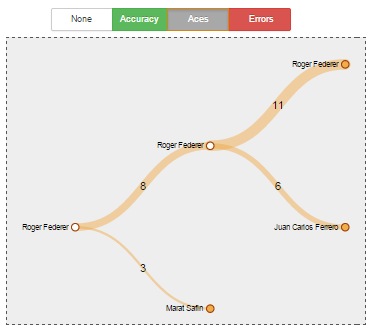 None Accuracy Aces Errors
Roger Federer
11
Roger Federer
8
6
Roger Federer
Juan Carlos Ferrero
3
Marat Safin